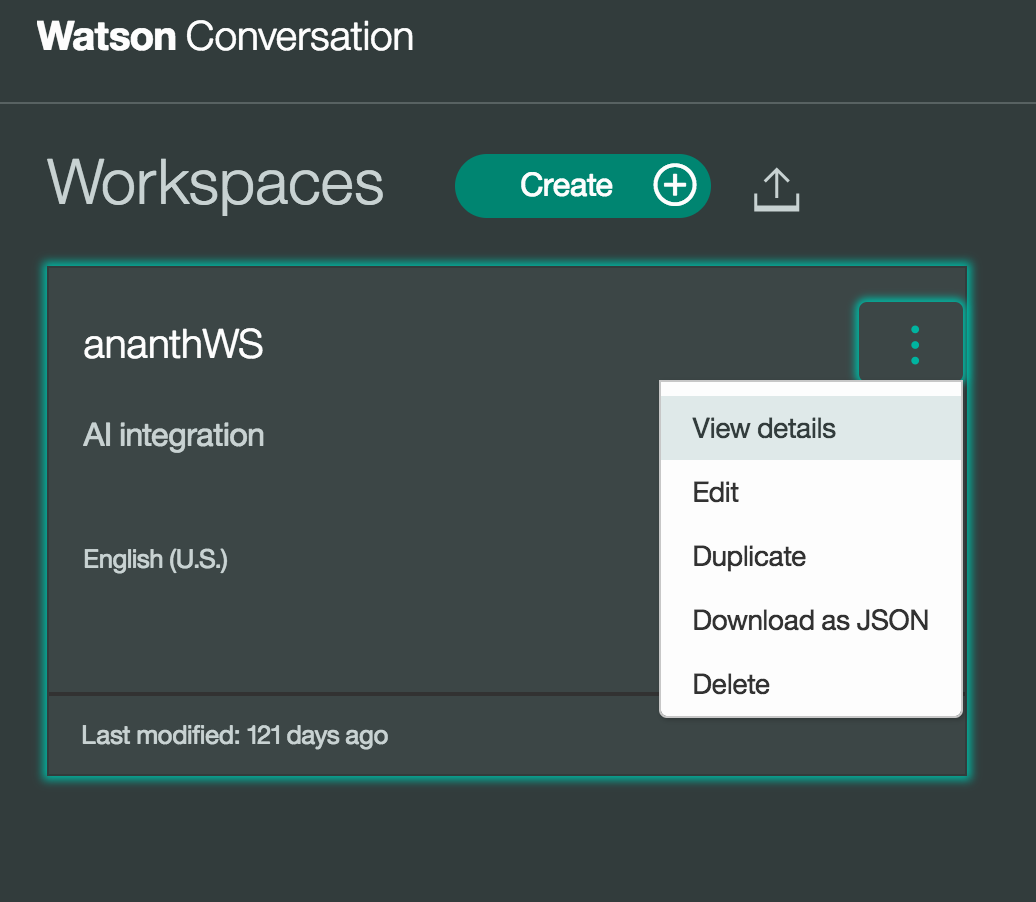 Watson Conversation
Workspaces
Create
ananthWS
AI integration
English (U.S.)
View details
Edit
Duplicate
Download as JSON
Delete
Last modified: 121 days ago